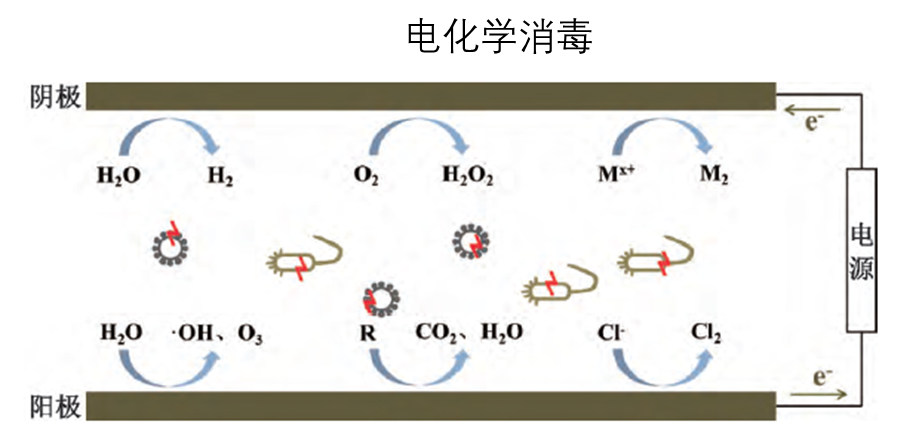 电化学消毒
阴极
e⁻
H₂O H₂ O₂ H₂O₂ Mˣ⁺ M₂
电源
H₂O ·OH、O₃ R CO₂、H₂O Cl⁻ Cl₂
e⁻
阳极